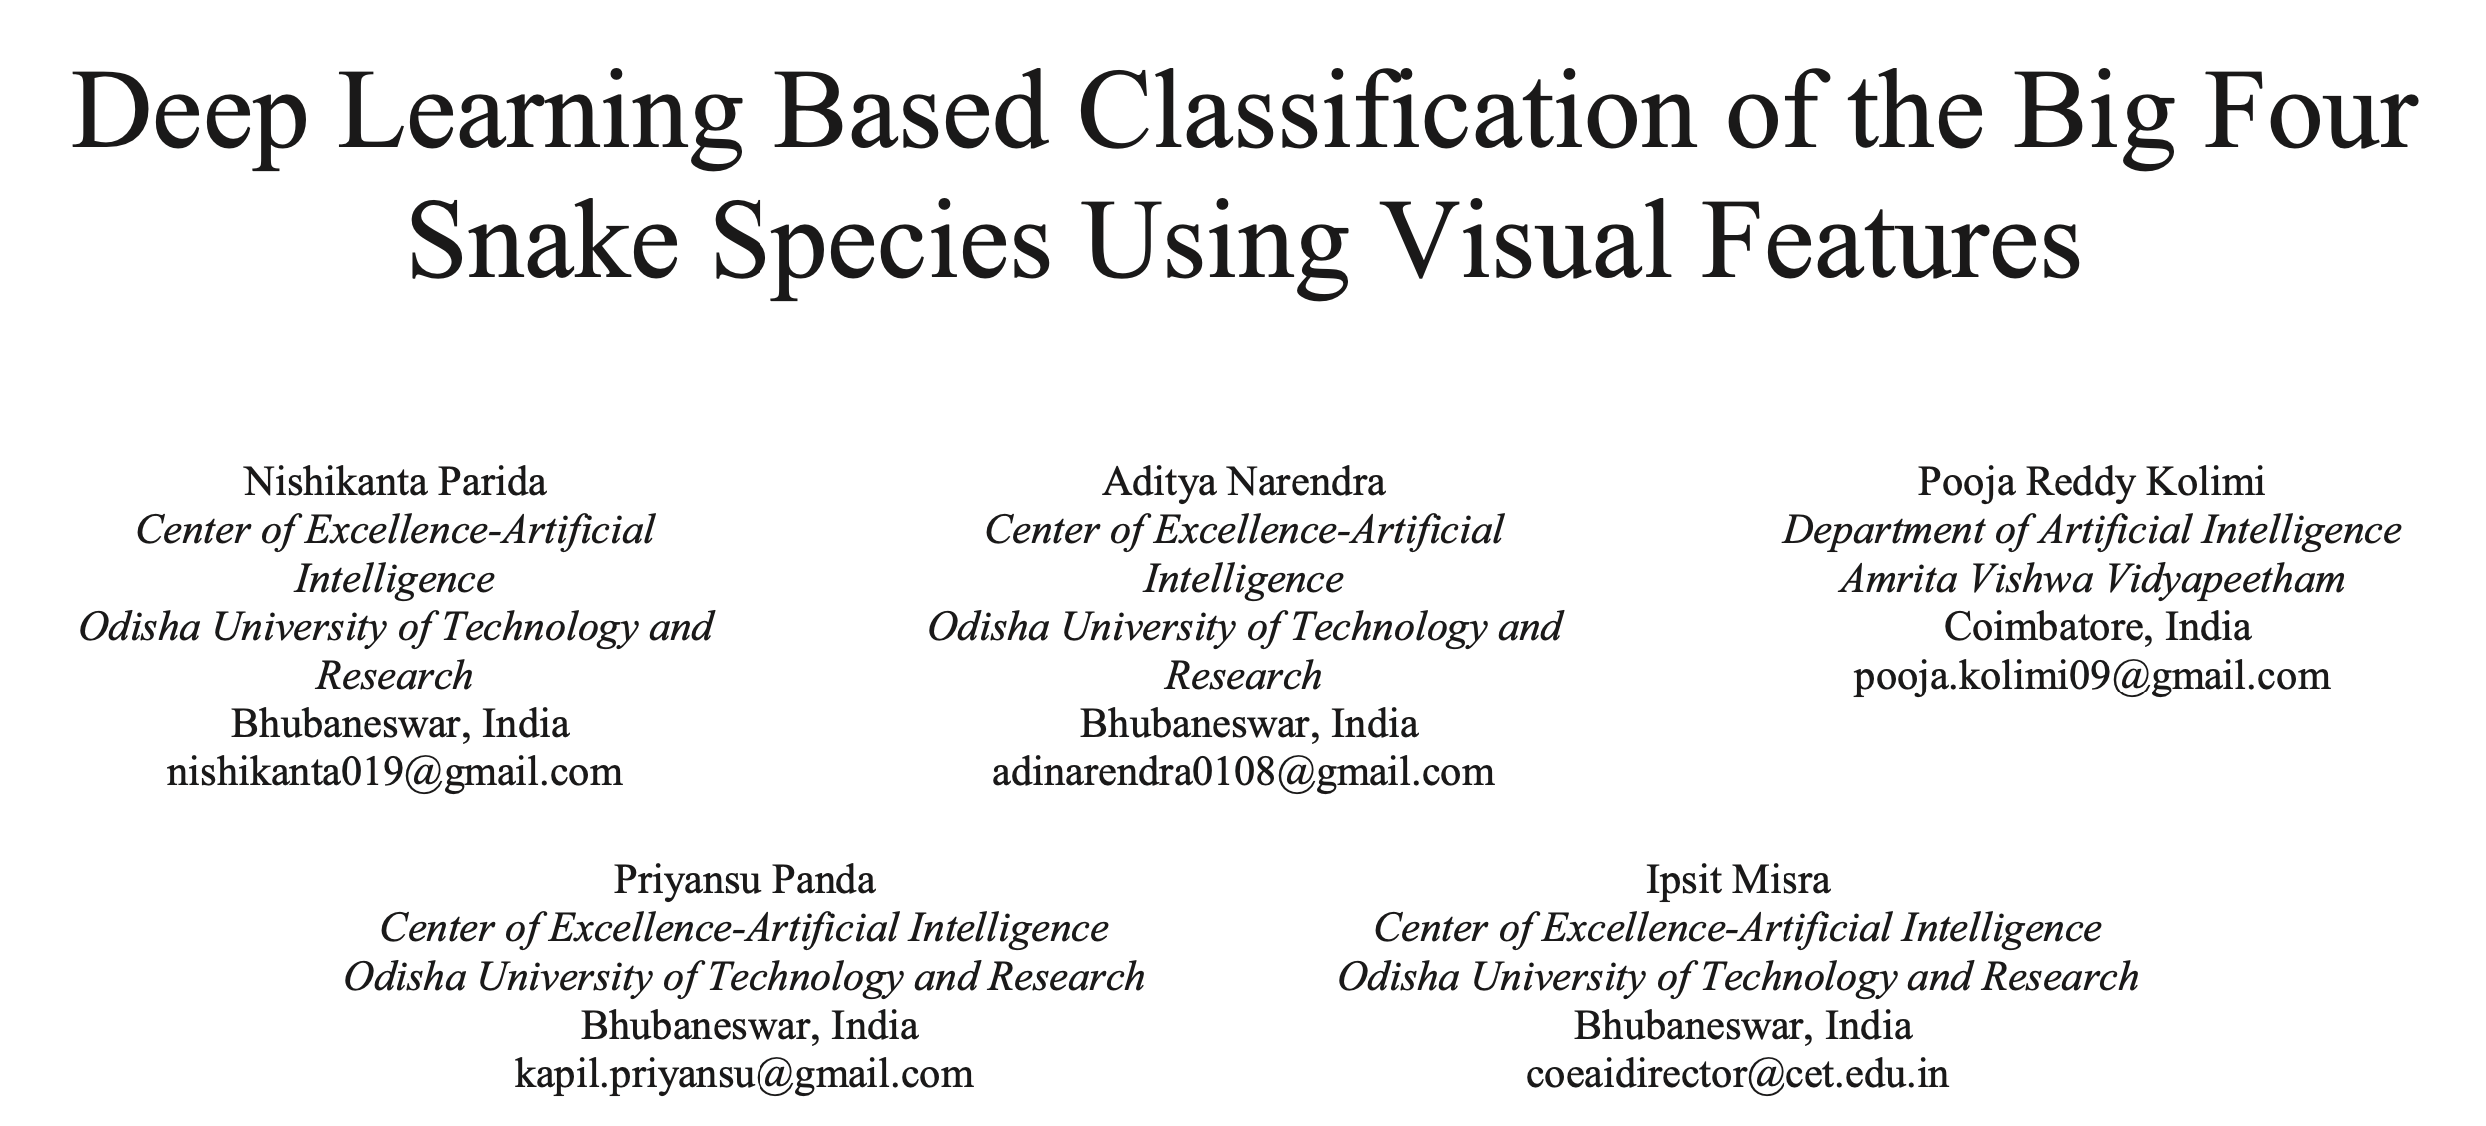 Deep Learning Based Classification of the Big Four
Snake Species Using Visual Features
Nishikanta Parida
Center of Excellence-Artificial
Intelligence
Odisha University of Technology and
Research
Bhubaneswar, India
nishikanta019@gmail.com
Aditya Narendra
Center of Excellence-Artificial
Intelligence
Odisha University of Technology and
Research
Bhubaneswar, India
adinarendra0108@gmail.com
Pooja Reddy Kolimi
Department of Artificial Intelligence
Amrita Vishwa Vidyapeetham
Coimbatore, India
pooja.kolimi09@gmail.com
Priyansu Panda
Center of Excellence-Artificial Intelligence
Odisha University of Technology and Research
Bhubaneswar, India
kapil.priyansu@gmail.com
Ipsit Misra
Center of Excellence-Artificial Intelligence
Odisha University of Technology and Research
Bhubaneswar, India
coeaidirector@cet.edu.in